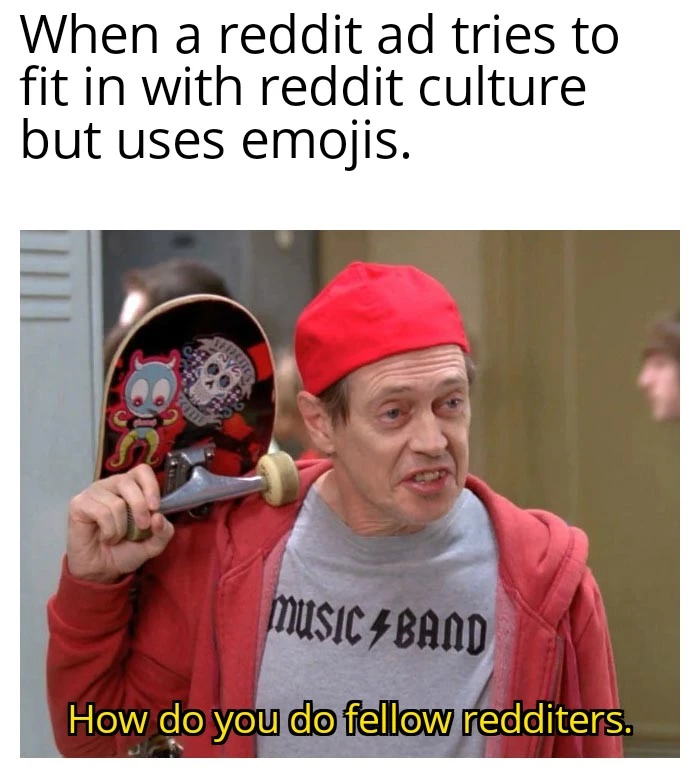 When a reddit ad tries to
fit in with reddit culture
but uses emojis.
MUSIC⚡BAND
How do you do fellow redditers.